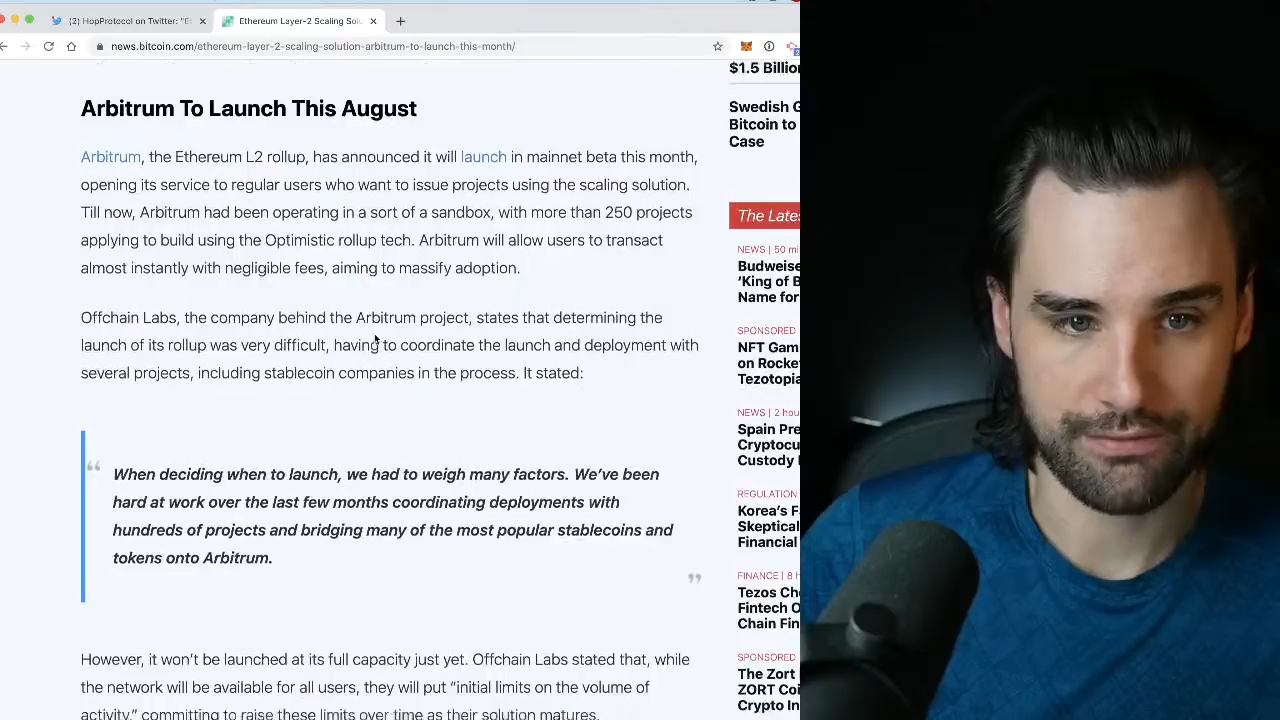 (2) HopProtocol on Twitter: "Et
Ethereum Layer-2 Scaling Solu
news.bitcoin.com/ethereum-layer-2-scaling-solution-arbitrum-to-launch-this-month/
Arbitrum To Launch This August
Arbitrum, the Ethereum L2 rollup, has announced it will launch in mainnet beta this month,
opening its service to regular users who want to issue projects using the scaling solution.
Till now, Arbitrum had been operating in a sort of a sandbox, with more than 250 projects
applying to build using the Optimistic rollup tech. Arbitrum will allow users to transact
almost instantly with negligible fees, aiming to massify adoption.
Offchain Labs, the company behind the Arbitrum project, states that determining the
launch of its rollup was very difficult, having to coordinate the launch and deployment with
several projects, including stablecoin companies in the process. It stated:
“ When deciding when to launch, we had to weigh many factors. We’ve been
hard at work over the last few months coordinating deployments with
hundreds of projects and bridging many of the most popular stablecoins and
tokens onto Arbitrum.
”
However, it won’t be launched at its full capacity just yet. Offchain Labs stated that, while
the network will be available for all users, they will put “initial limits on the volume of
activity,” committing to raise these limits over time as their solution matures.
$1.5 Billion
Swedish G
Bitcoin to
Case
The Lates
NEWS | 50 mi
Budweise
‘King of B
Name for
SPONSORED
NFT Gam
on Rocke
Tezotopia
NEWS | 2 hou
Spain Pre
Cryptocu
Custody
REGULATION
Korea’s F
Skeptical
Financial
FINANCE | 8 h
Tezos Ch
Fintech O
Chain Fin
SPONSORED
The Zort
ZORT Coi
Crypto In